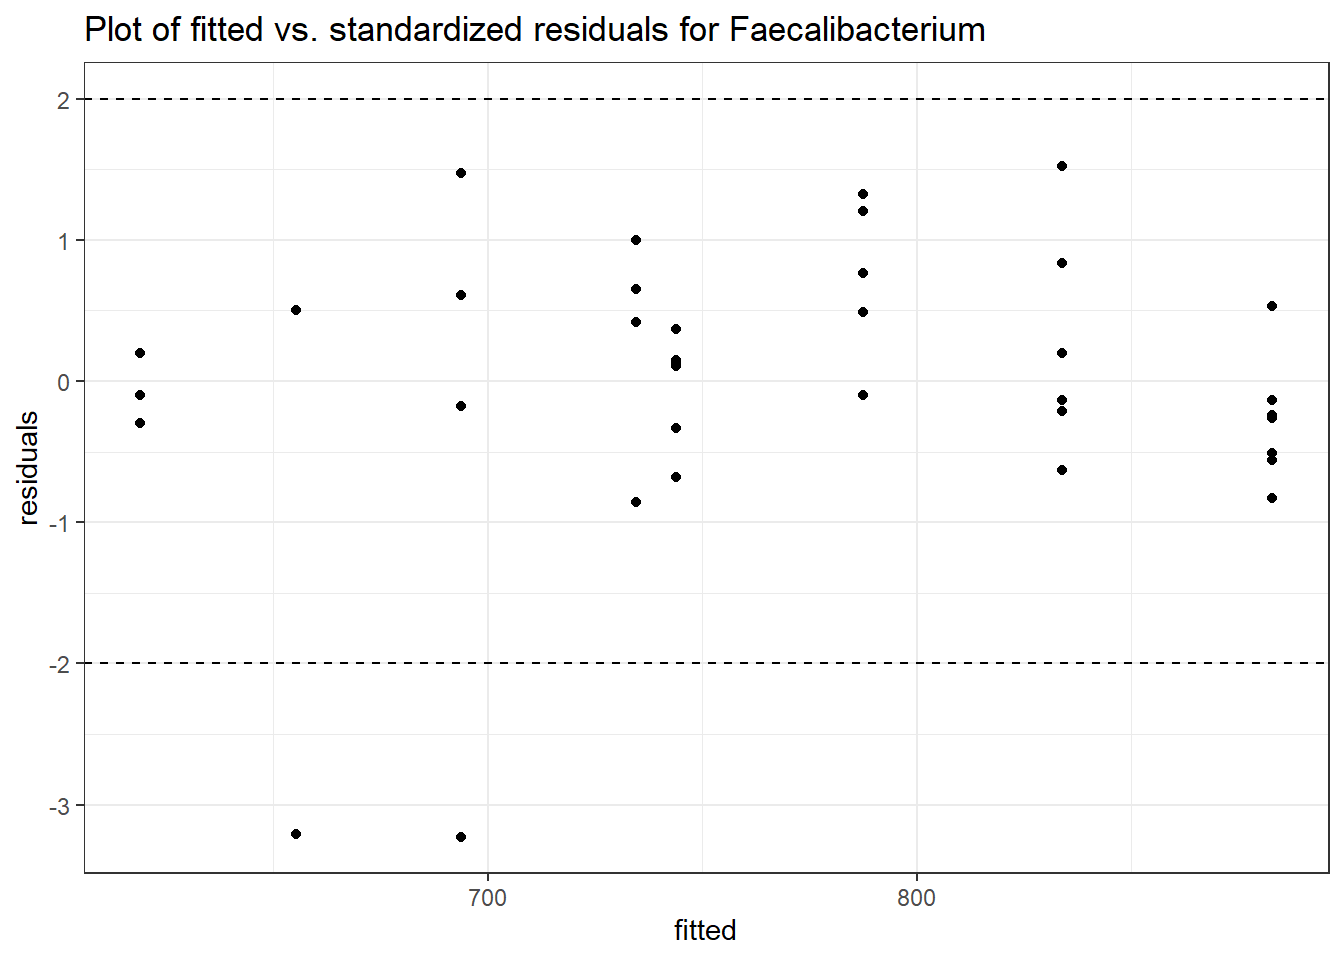 Plot of fitted vs. standardized residuals for Faecalibacterium
2
1
0
-1
-2
-3
residuals
700 800
fitted